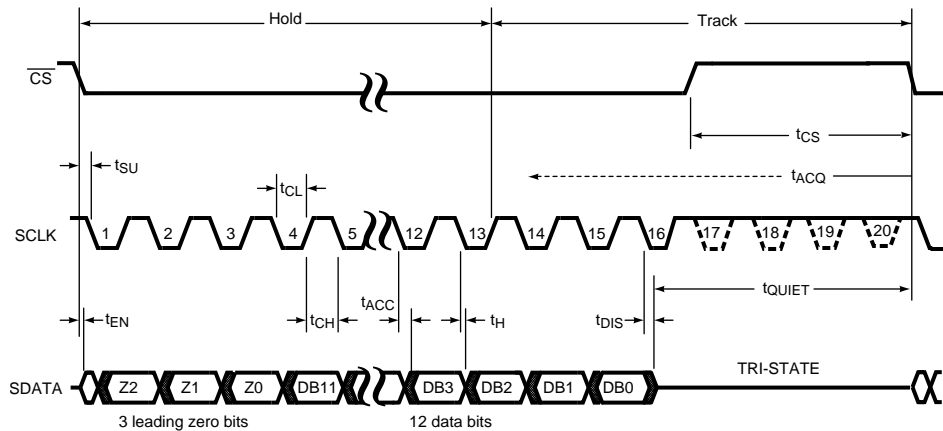 Hold
Track
CS
tCS
tSU
tCL
tACQ
SCLK
1 2 3 4 5 12 13 14 15 16 17 18 19 20
tQUIET
tACC
tEN
tCH
tH
tDIS
TRI-STATE
SDATA
Z2 Z1 Z0 DB11 DB3 DB2 DB1 DB0
3 leading zero bits
12 data bits